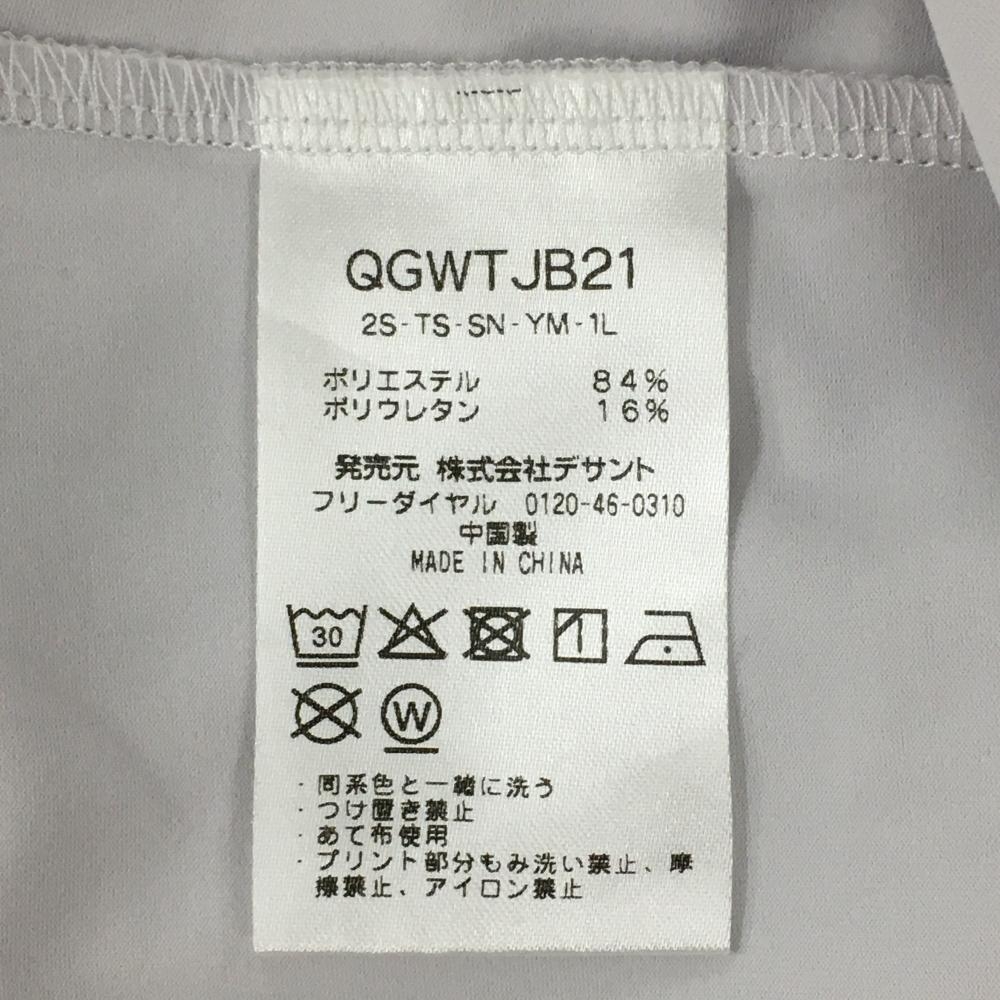 QGWTJB21
2S-TS-SN-YM-1L
ポリエステル 84%
ポリウレタン 16%
発売元 株式会社デサント
フリーダイヤル 0120-46-0310
中国製
MADE IN CHINA
30
W
・同系色と一緒に洗う
・つけ置き禁止
・あて布使用
・プリント部分もみ洗い禁止、摩
擦禁止、アイロン禁止